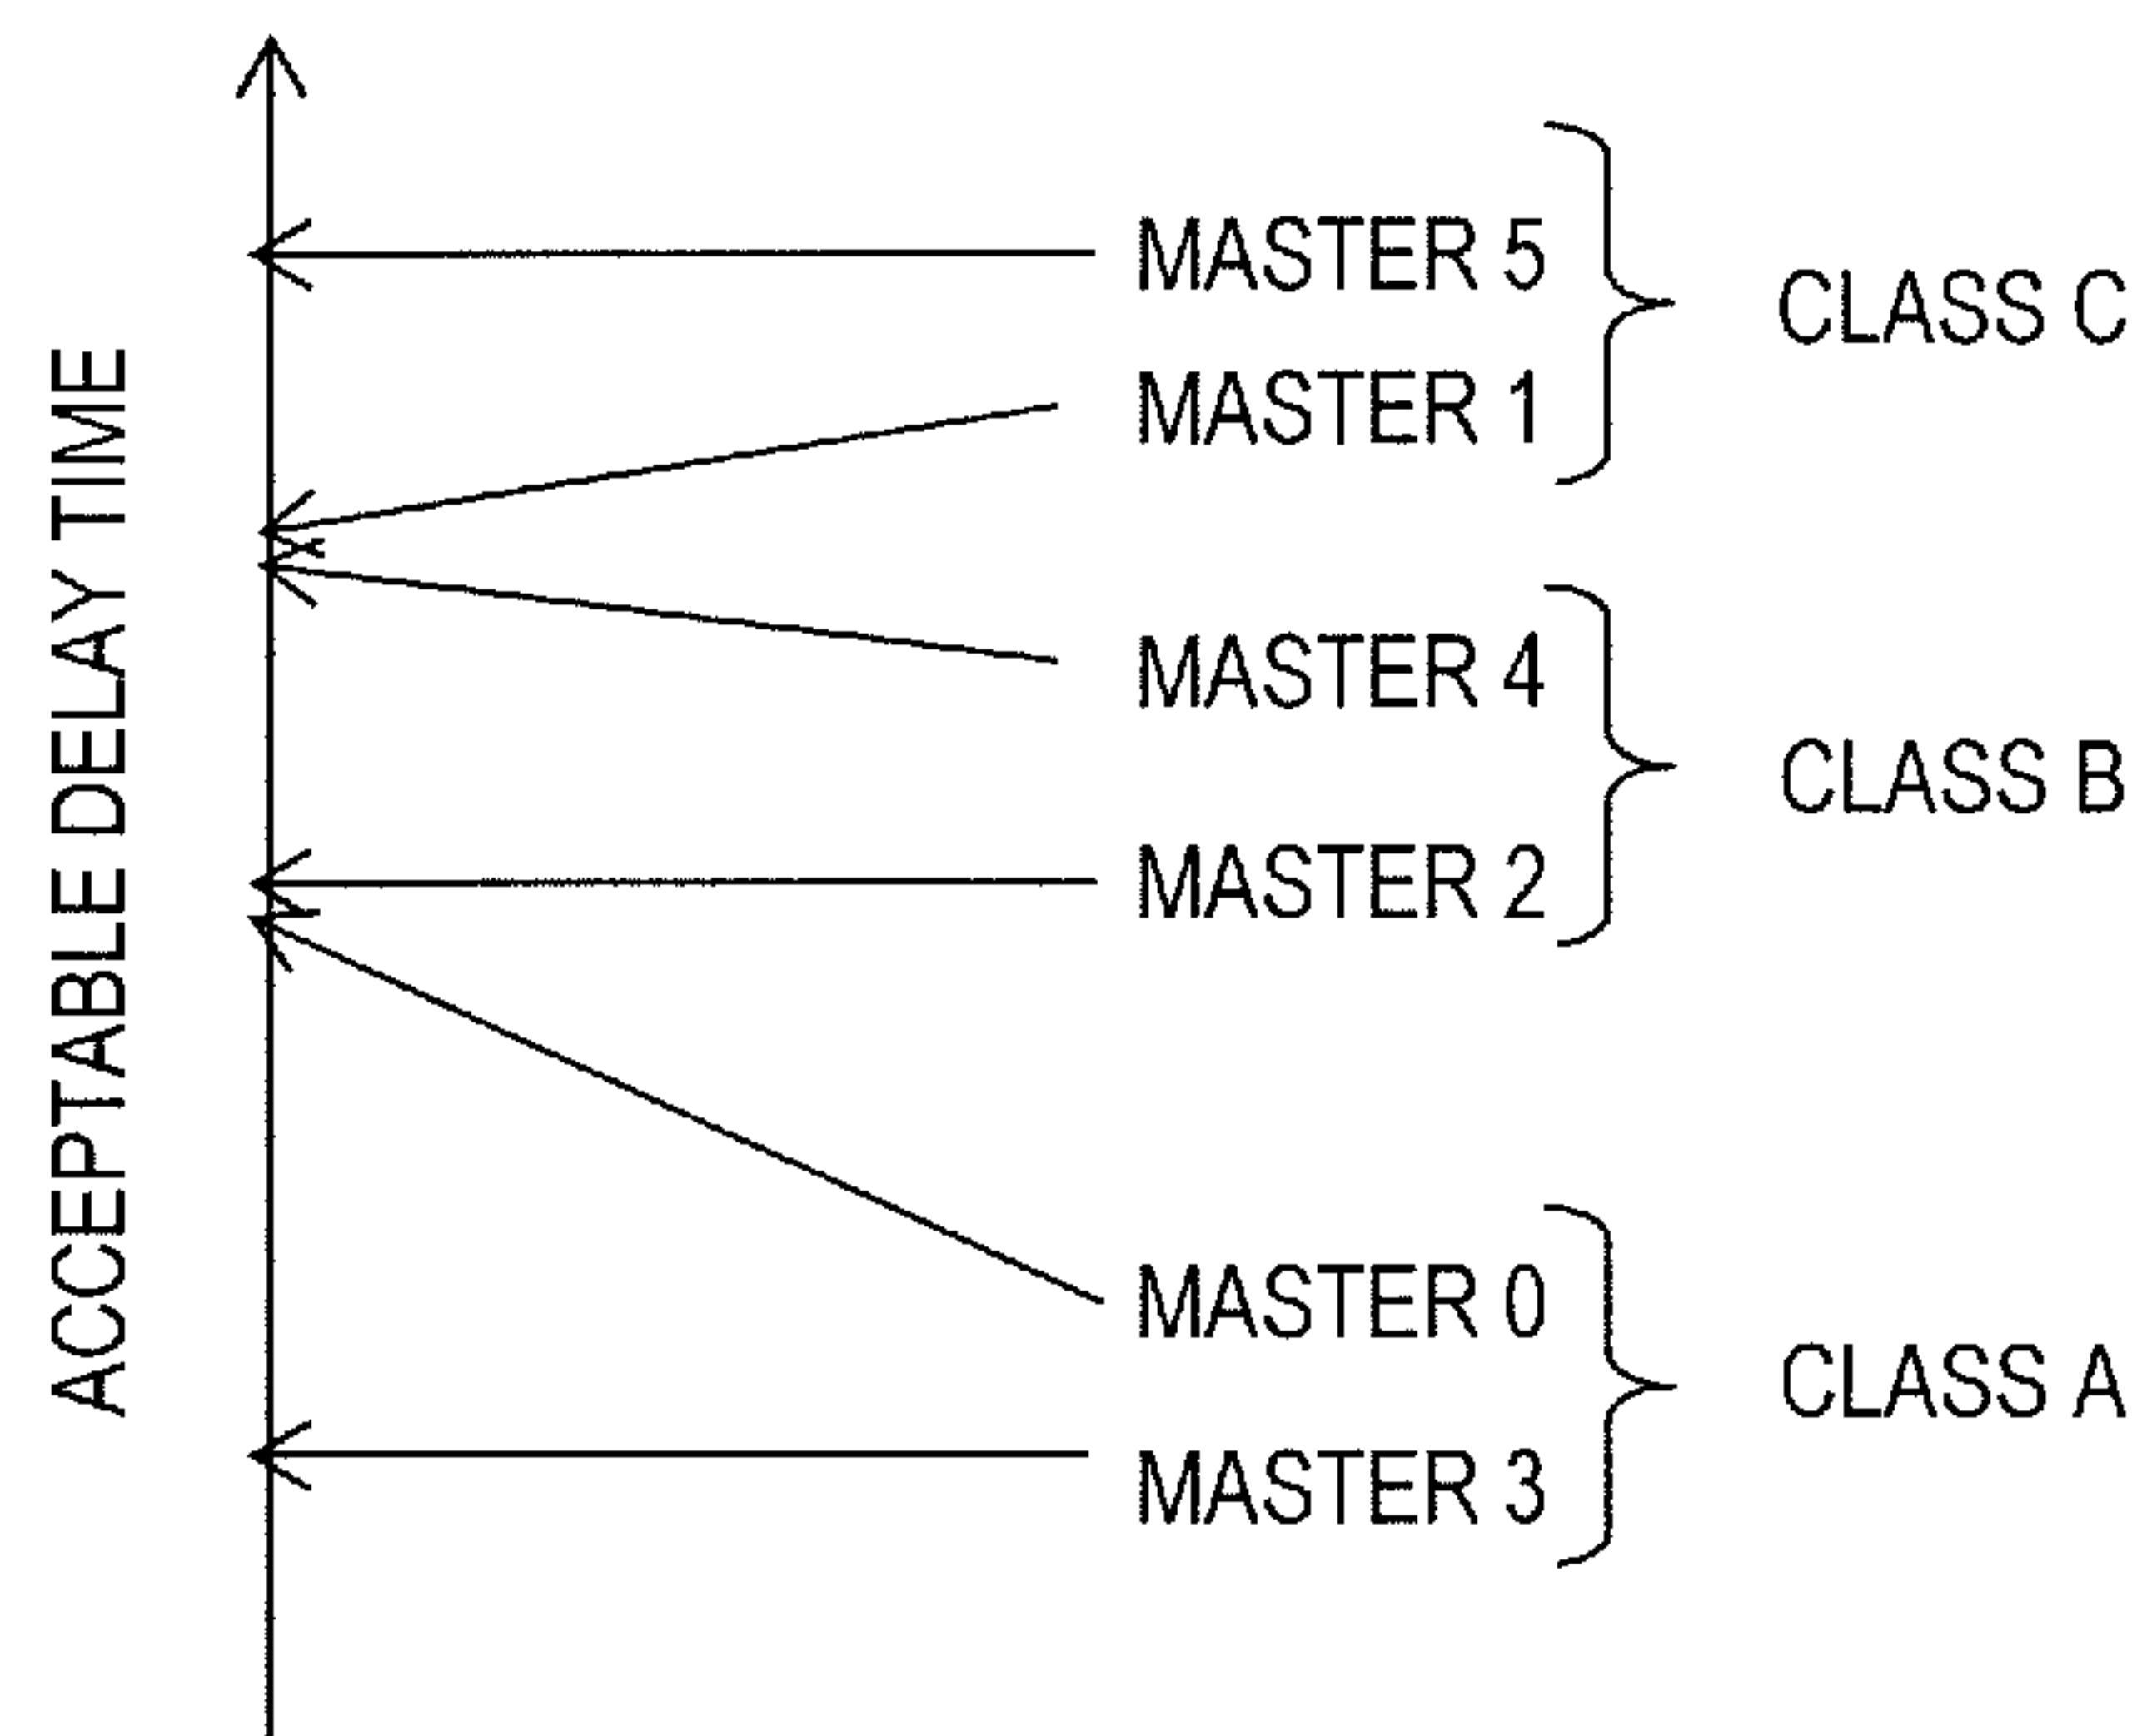 ACCEPTABLE DELAY TIME
MASTER 5
MASTER 1
CLASS C
MASTER 4
MASTER 2
CLASS B
MASTER 0
MASTER 3
CLASS A